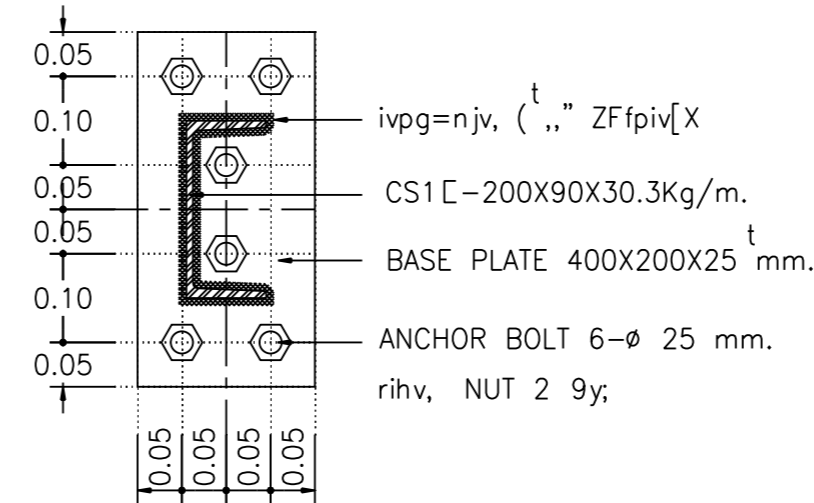 0.05
0.10
0.05
0.05
0.10
0.05
ivpg=njv, ( t ,,” ZFfpiv[X
CS1 [-200X90X30.3Kg/m.
BASE PLATE 400X200X25 t mm.
ANCHOR BOLT 6-ø 25 mm.
rihv, NUT 2 9y;
0.05 0.05 0.05 0.05